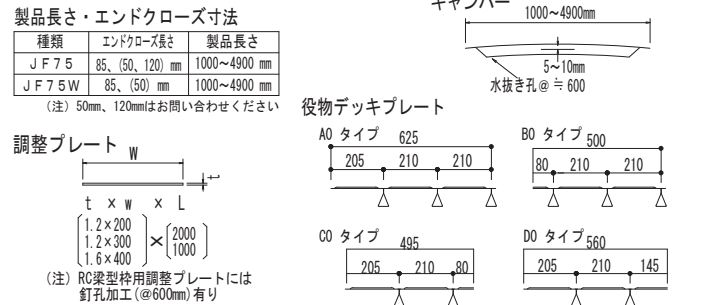 製品長さ・エンドクローズ寸法
種類 エンドクローズ長さ 製品長さ
ＪＦ75 85、(50、120) mm 1000～4900 mm
ＪＦ75Ｗ 85、(50) mm 1000～4900 mm
(注) 50mm、120mmはお問い合わせください
キャンバー
1000～4900mm
5～10mm
水抜き孔@ ≒ 600
調整プレート
W
t
t × w × L
1.2×200
1.2×300
1.6×400
×
2000
1000
(注) RC梁型枠用調整プレートには
釘孔加工(@600mm)有り
役物デッキプレート
AO タイプ
625
205 210 210
BO タイプ
500
80 210 210
CO タイプ
495
205 210 80
DO タイプ
560
205 210 145